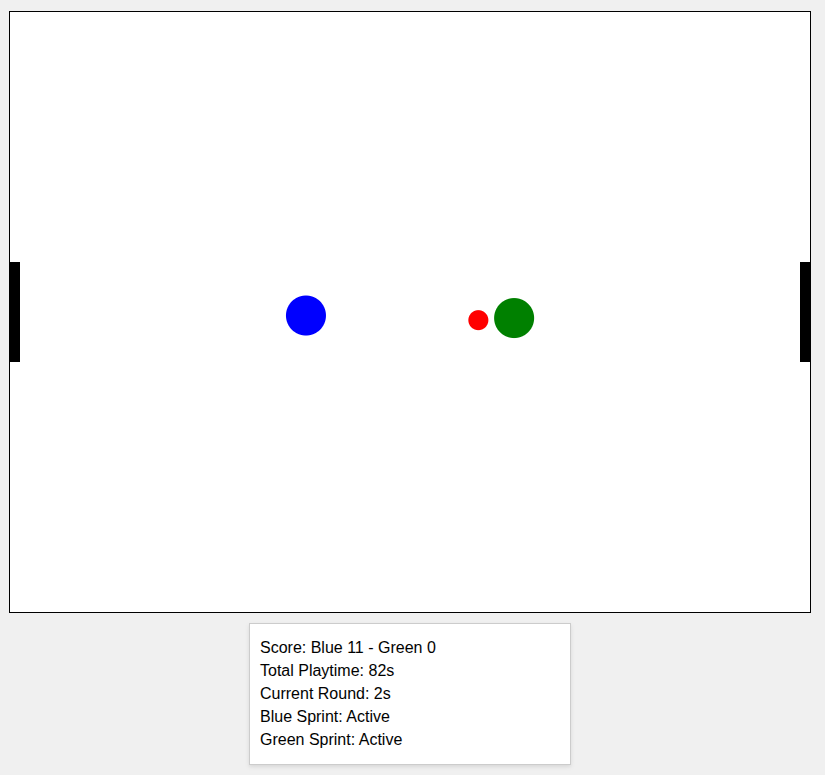 Score: Blue 11 - Green 0
Total Playtime: 82s
Current Round: 2s
Blue Sprint: Active
Green Sprint: Active